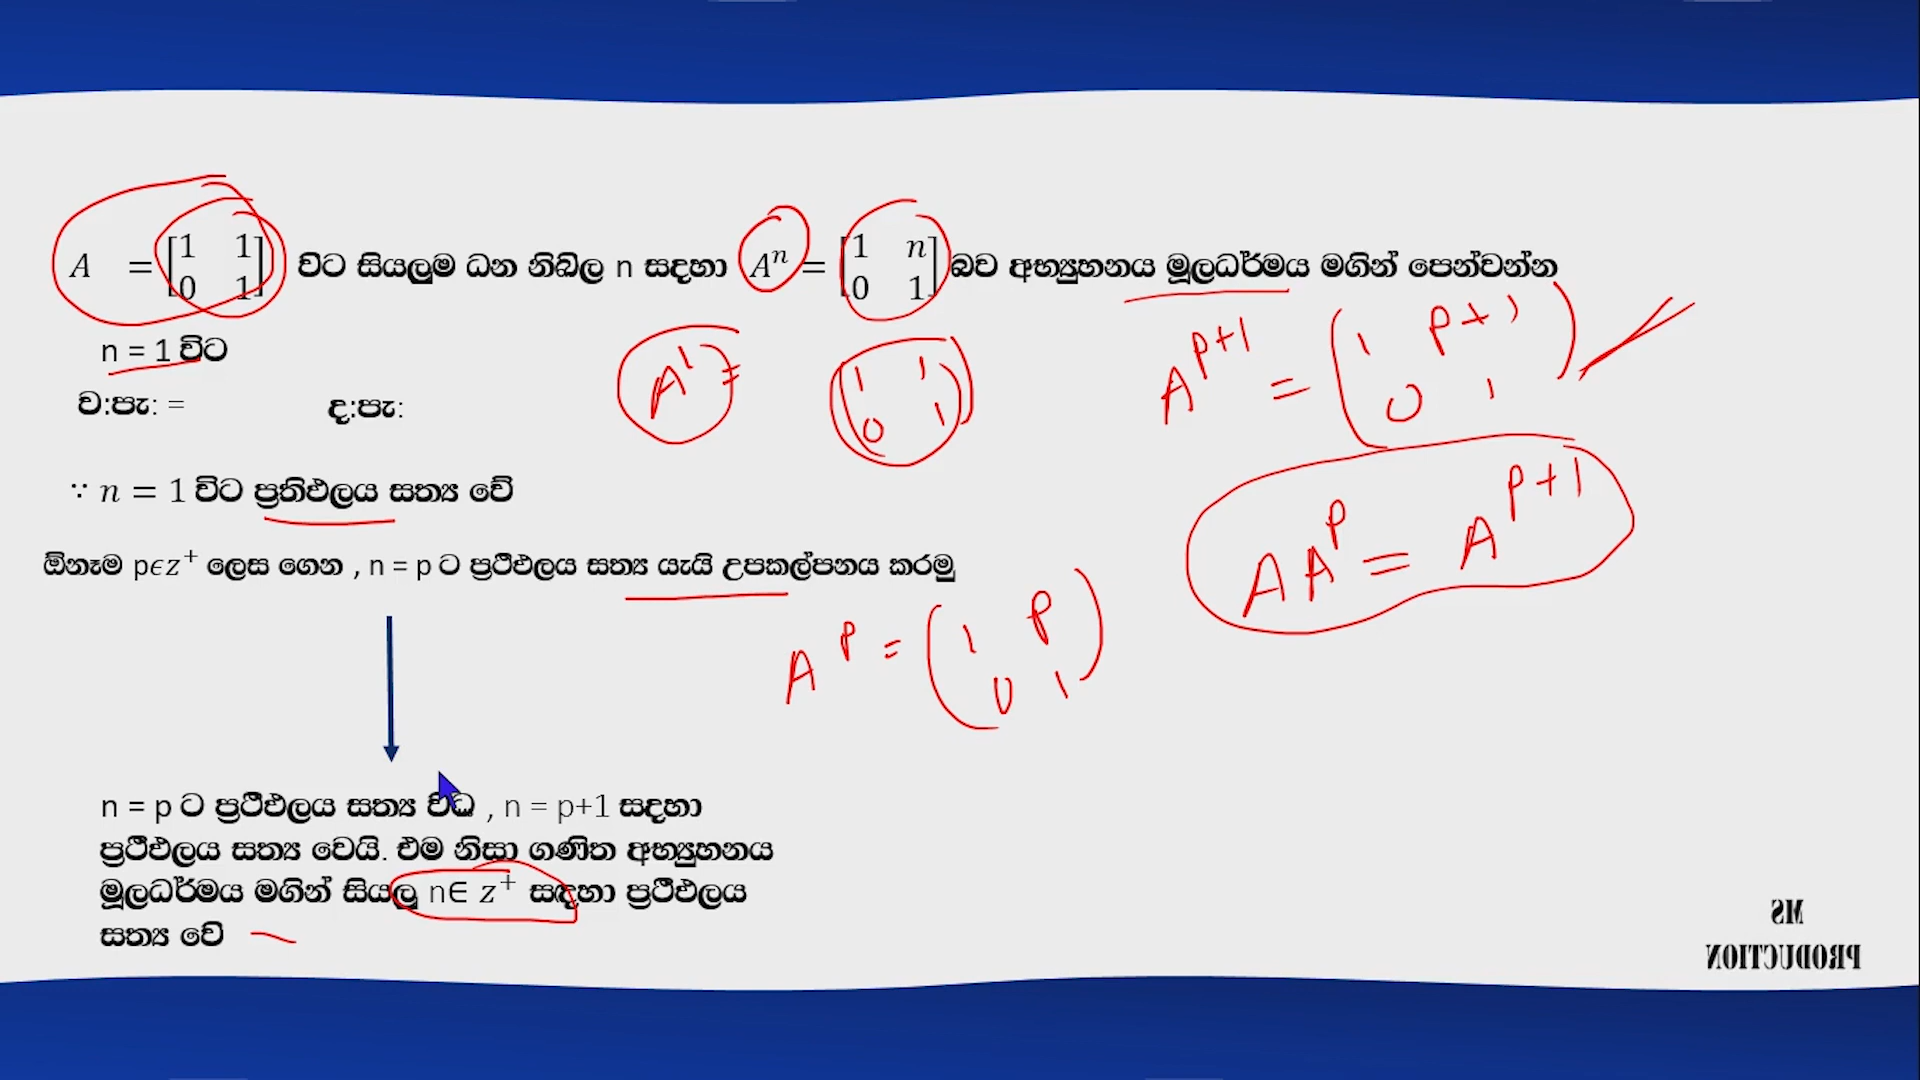 A = [1 1 0 1] විට සියලුම ධන නිඛිල n සඳහා Aⁿ = [1 n 0 1] බව අභ්‍යුහනය මූලධර්මය මගින් පෙන්වන්න
n = 1 විට
ව:පැ: = ද:පැ:
A¹ = (1 1 0 1)
A^{p+1} = (1 p+1 0 1)
∵ n = 1 විට ප්‍රතිඵලය සත්‍ය වේ
AA^p = A^{p+1}
ඕනෑම pϵz⁺ ලෙස ගෙන , n = p ට ප්‍රථිඵලය සත්‍ය යැයි උපකල්පනය කරමු
A^p = (1 p 0 1)
n = p ට ප්‍රථිඵලය සත්‍ය විධ , n = p+1 සඳහා
ප්‍රථිඵලය සත්‍ය වෙයි. එම නිසා ගණිත අභ්‍යුහනය
මූලධර්මය මගින් සියලු n∈ z⁺ සඳහා ප්‍රථිඵලය
සත්‍ය වේ
MS
PRODUCTION